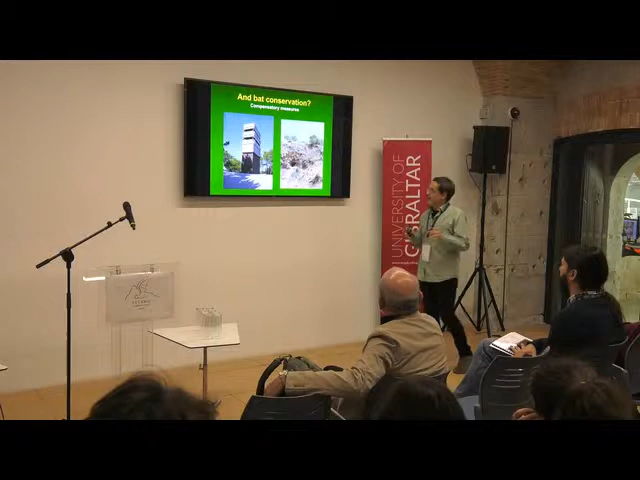 And bat conservation?
Compensatory measures
UNIVERSITY OF
GIBRALTAR